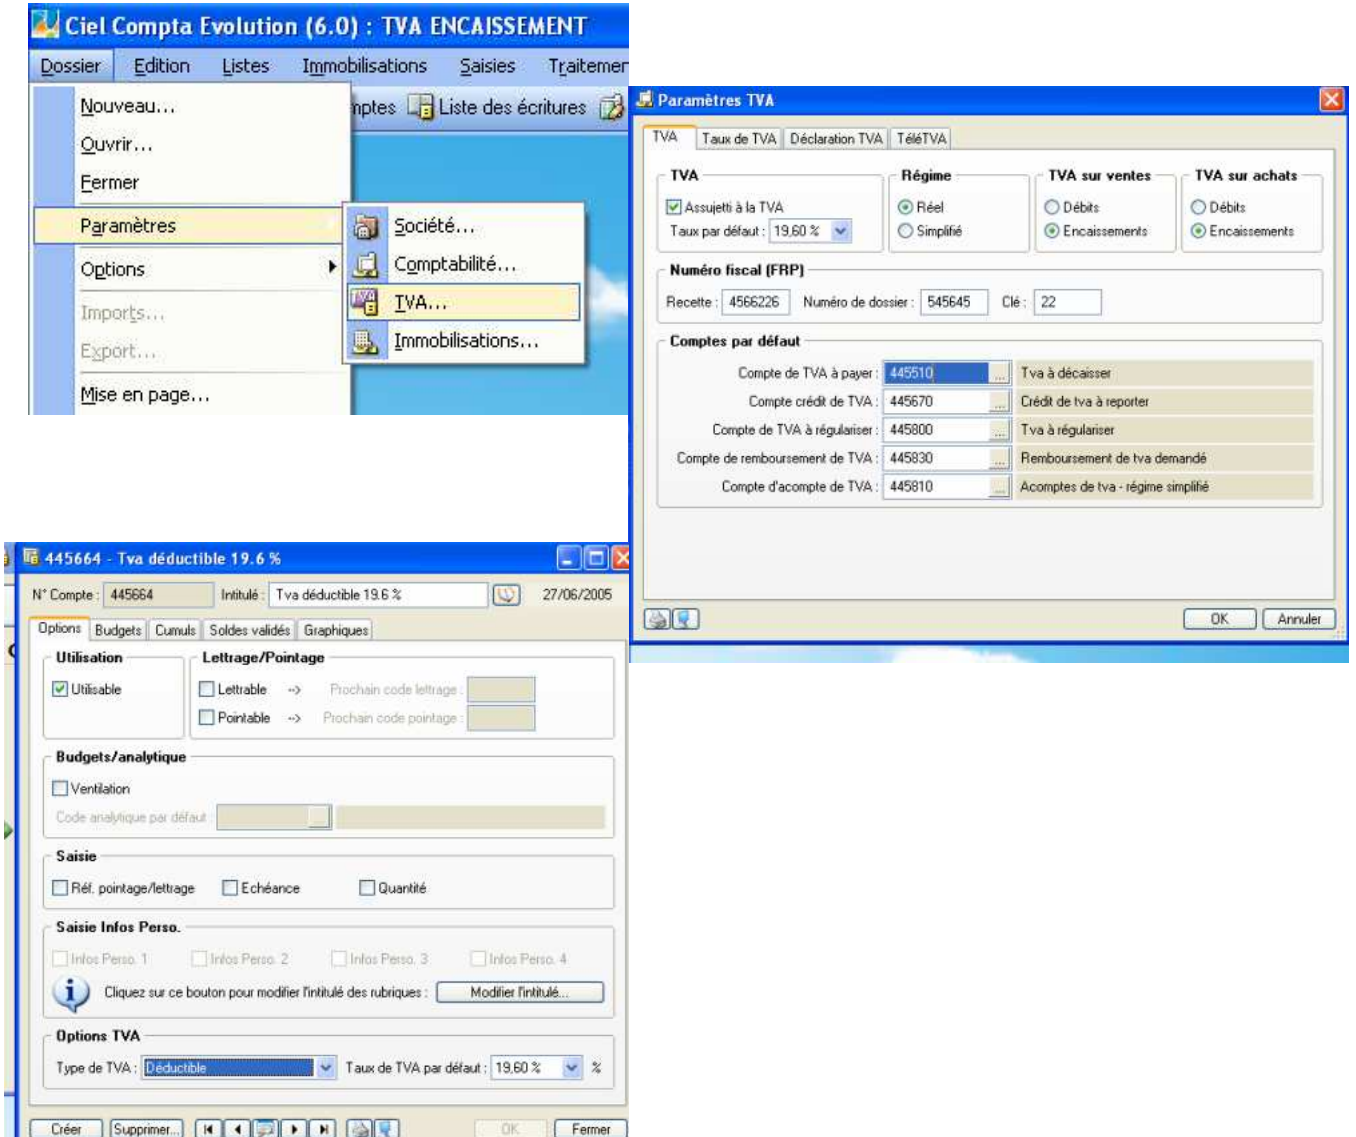 Ciel Compta Evolution (6.0) : TVA ENCAISSEMENT
Dossier Edition Listes Immobilisations Saisies Traitemen
Nouveau...
mptes Liste des écritures
Ouvrir...
Fermer
Paramètres
Société...
Options
Comptabilité...
Imports...
TVA...
Export...
Immobilisations...
Mise en page...
Paramètres TVA
TVA Taux de TVA Déclaration TVA TéléTVA
TVA Régime TVA sur ventes TVA sur achats
Assujetti à la TVA Réel Débits Débits
Taux par défaut : 19,60 % Simplifié Encaissements Encaissements
Numéro fiscal (FRP)
Recette : 4566226 Numéro de dossier : 545645 Clé : 22
Comptes par défaut
Compte de TVA à payer : 445510 ... Tva à décaisser
Compte crédit de TVA : 445670 ... Crédit de tva à reporter
Compte de TVA à régulariser : 445800 ... Tva à régulariser
Compte de remboursement de TVA : 445830 ... Remboursement de tva demandé
Compte d'acompte de TVA : 445810 ... Acomptes de tva - régime simplifié
OK Annuler
445664 - Tva déductible 19.6 %
N° Compte : 445664 Intitulé : Tva déductible 19.6 % 27/06/2005
Options Budgets Cumuls Soldes validés Graphiques
Utilisation Lettrage/Pointage
Utilisable Lettrable --> Prochain code lettrage :
Pointable --> Prochain code pointage :
Budgets/analytique
Ventilation
Code analytique par défaut : ...
Saisie
Réf. pointage/lettrage Echéance Quantité
Saisie Infos Perso.
Infos Perso. 1 Infos Perso. 2 Infos Perso. 3 Infos Perso. 4
Cliquez sur ce bouton pour modifier l'intitulé des rubriques : Modifier l'intitulé...
Options TVA
Type de TVA : Déductible Taux de TVA par défaut : 19,60 % %
Créer Supprimer... OK Fermer